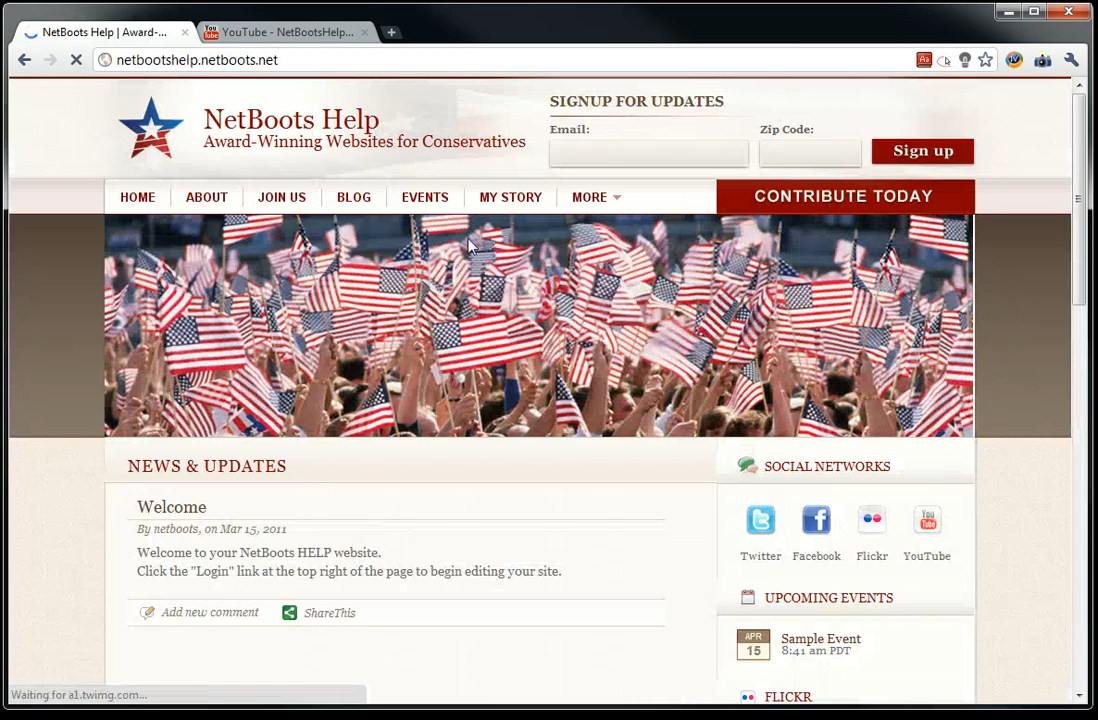 NetBoots Help | Award-...
YouTube - NetBootsHelp...
netbootshelp.netboots.net
NetBoots Help
Award-Winning Websites for Conservatives
SIGNUP FOR UPDATES
Email:
Zip Code:
Sign up
HOME
ABOUT
JOIN US
BLOG
EVENTS
MY STORY
MORE
CONTRIBUTE TODAY
NEWS & UPDATES
Welcome
By netboots, on Mar 15, 2011
Welcome to your NetBoots HELP website.
Click the "Login" link at the top right of the page to begin editing your site.
Add new comment
ShareThis
SOCIAL NETWORKS
You
Tube
Twitter
Facebook
Flickr
YouTube
UPCOMING EVENTS
APR
15
Sample Event
8:41 am PDT
FLICKR
Waiting for a1.twimg.com...